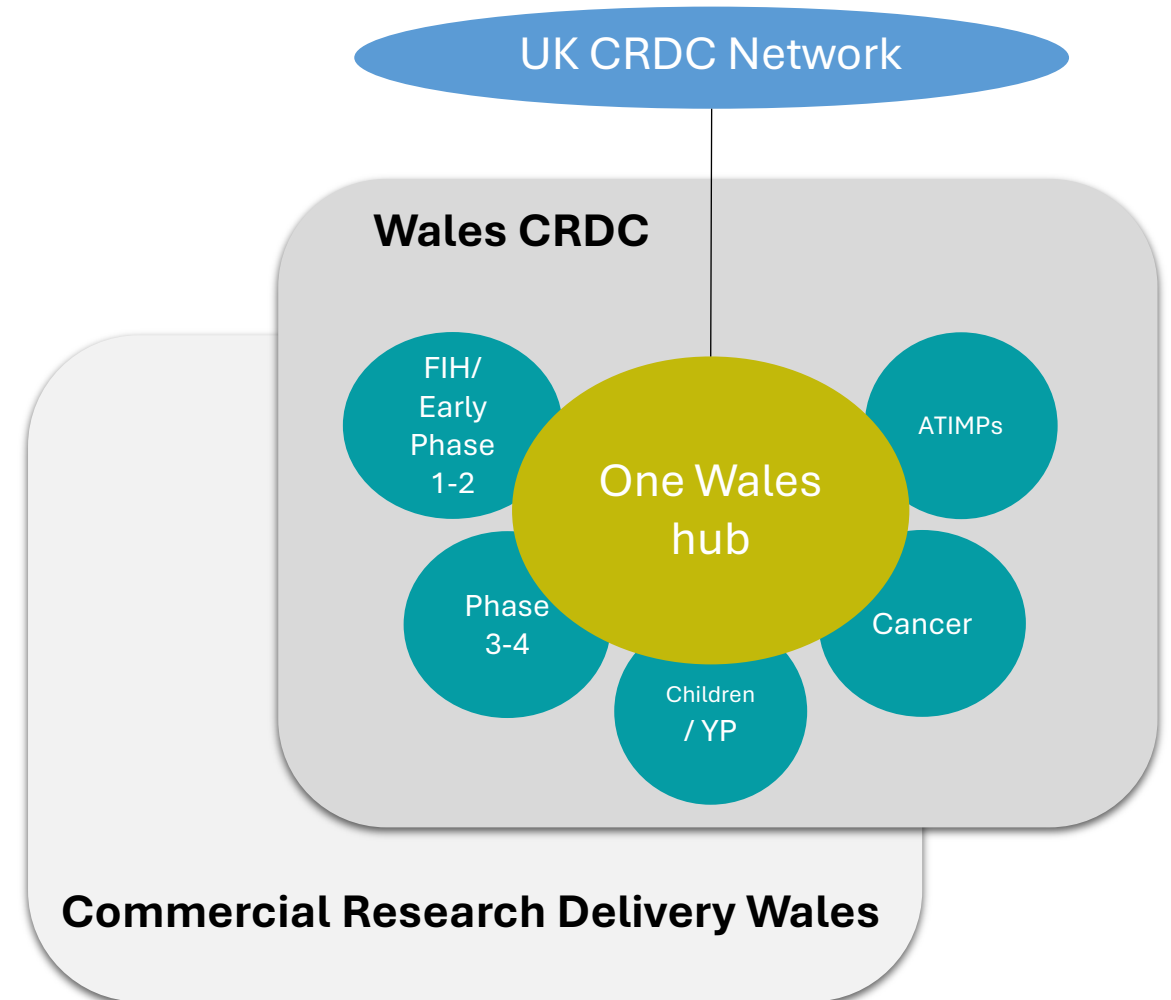 UK CRDC Network
Wales CRDC
FIH/
Early
Phase
1-2
ATIMPs
One Wales
hub
Phase
3-4
Cancer
Children
/ YP
Commercial Research Delivery Wales